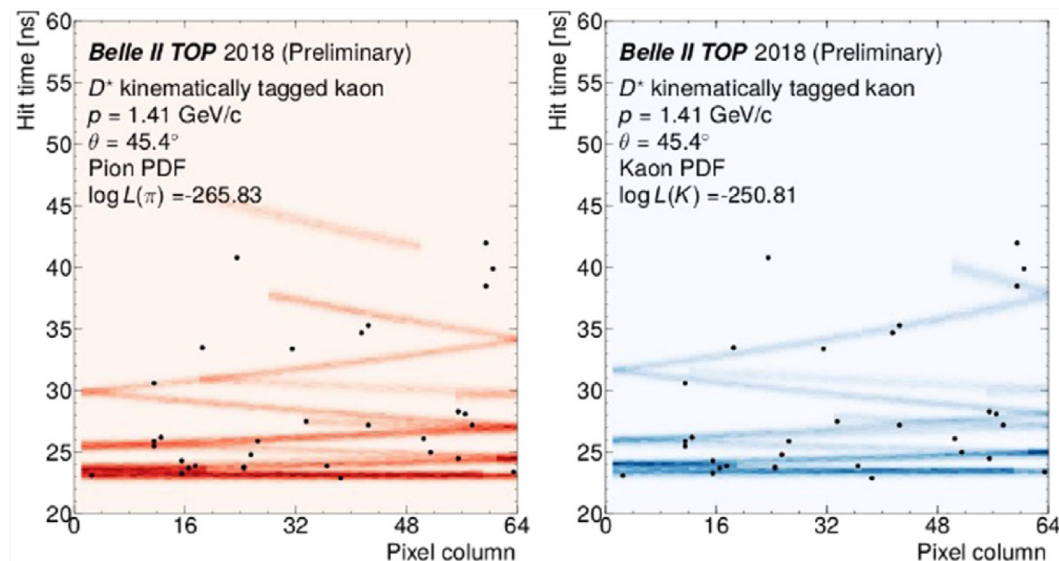 Hit time [ns]
60
55
50
45
40
35
30
25
20
0
16
32
48
64
Pixel column
Belle II TOP 2018 (Preliminary)
D* kinematically tagged kaon
p = 1.41 GeV/c
θ = 45.4°
Pion PDF
log L(π) =-265.83
Hit time [ns]
60
55
50
45
40
35
30
25
20
0
16
32
48
64
Pixel column
Belle II TOP 2018 (Preliminary)
D* kinematically tagged kaon
p = 1.41 GeV/c
θ = 45.4°
Kaon PDF
log L(K) =-250.81